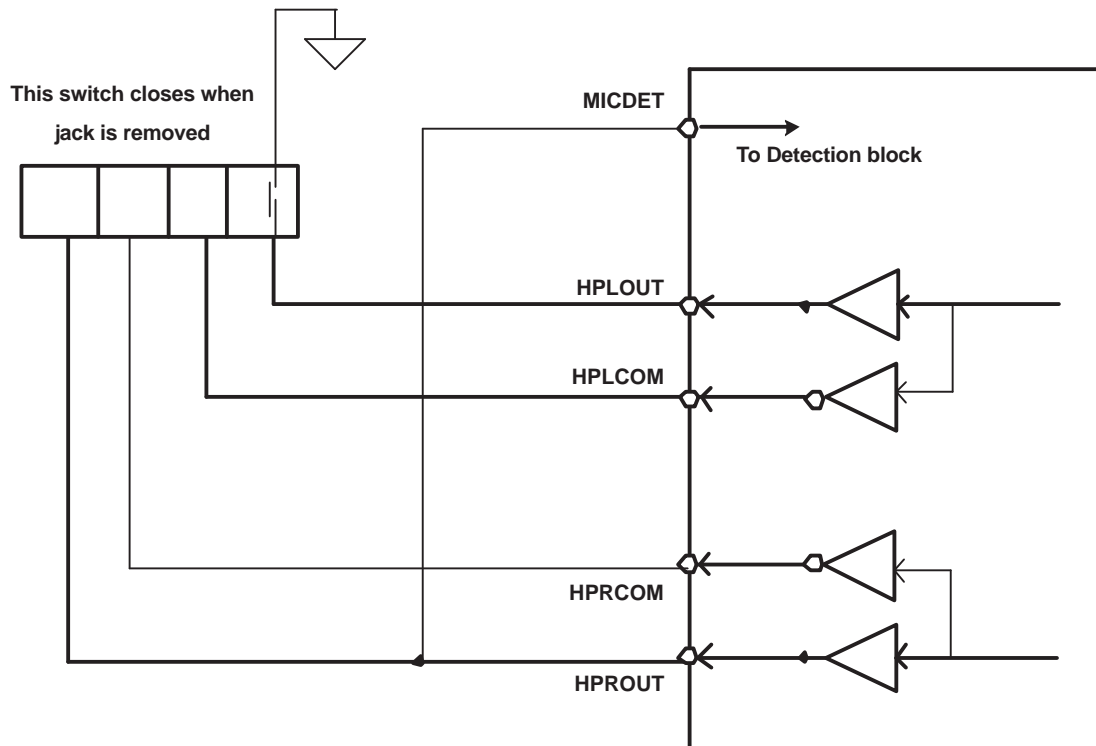 This switch closes when
jack is removed
MICDET
To Detection block
HPLOUT
HPLCOM
HPRCOM
HPROUT